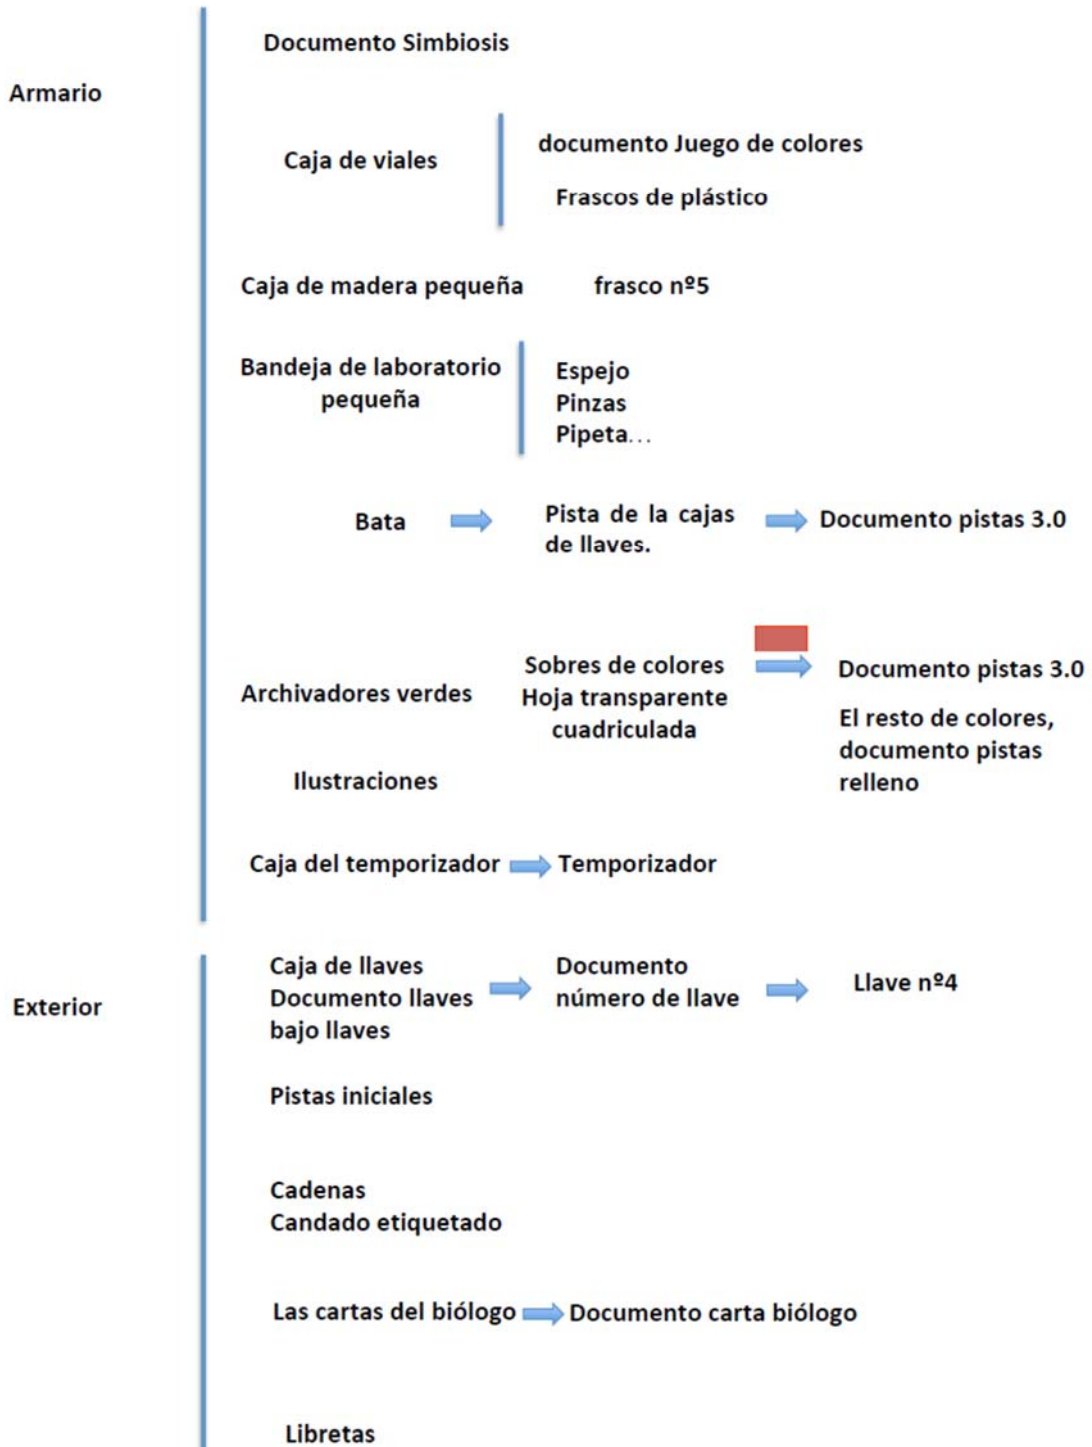 Documento Simbiosis
Armario
Caja de viales
documento Juego de colores
Frascos de plástico
Caja de madera pequeña
frasco nº5
Bandeja de laboratorio
pequeña
Espejo
Pinzas
Pipeta…
Bata
Pista de la cajas
de llaves.
Documento pistas 3.0
Archivadores verdes
Sobres de colores
Hoja transparente
cuadriculada
Documento pistas 3.0
El resto de colores,
documento pistas
relleno
Ilustraciones
Caja del temporizador
Temporizador
Exterior
Caja de llaves
Documento llaves
bajo llaves
Documento
número de llave
Llave nº4
Pistas iniciales
Cadenas
Candado etiquetado
Las cartas del biólogo
Documento carta biólogo
Libretas